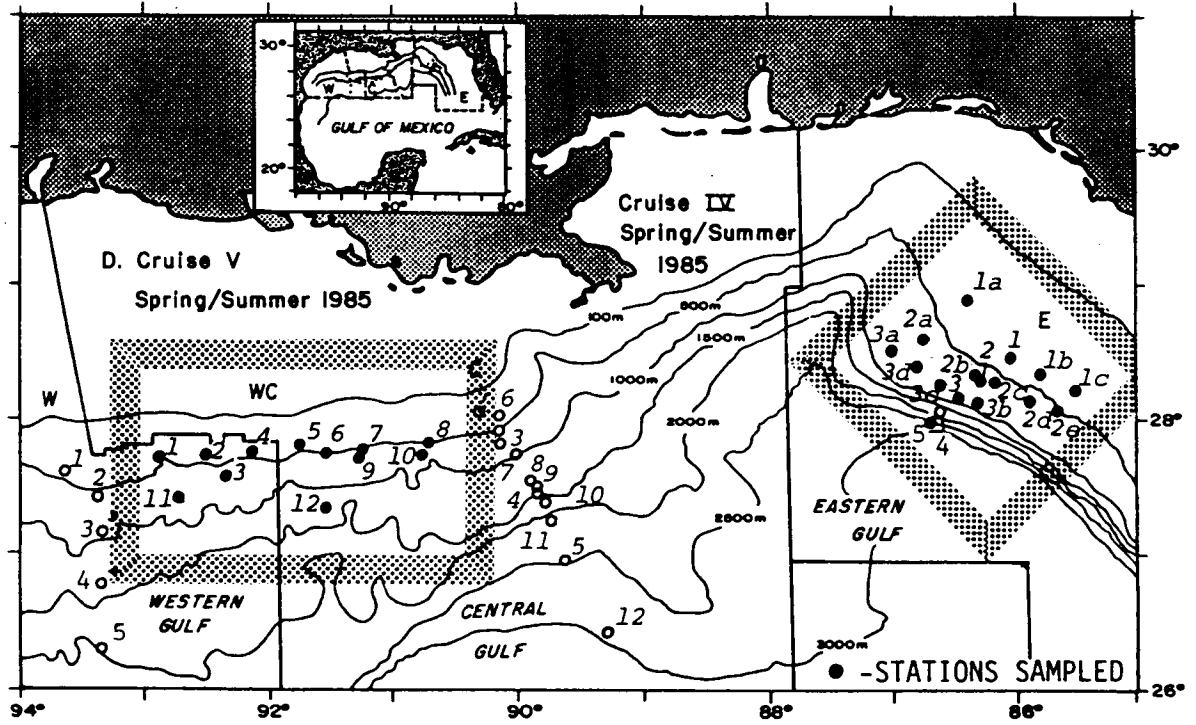 30°
W
C
E
GULF OF MEXICO
20°
90°
80°
30°
Cruise IV
Spring/Summer
1985
D. Cruise V
Spring/Summer 1985
100m
800m
1500m
1000m
2000m
2500m
3000m
E
1a
2a
3a
1
2
1b
2b
1
1c
3d
3
2c
3b
2d
2e
5
4
W
WC
6
28°
1
2
4
5
6
7
8
3
1
2
3
9
10
7
8
9
11
12
4
10
3
11
5
4
12
5
EASTERN
GULF
WESTERN
GULF
CENTRAL
GULF
● -STATIONS SAMPLED
26°
94°
92°
90°
88°
86°